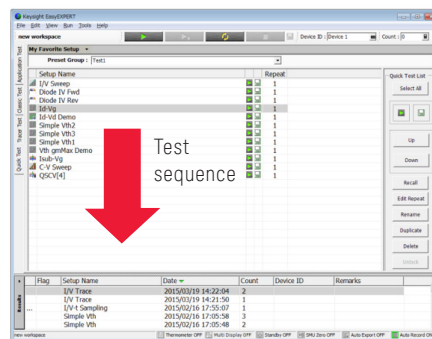 Keysight EasyEXPERT
File Edit View Run Tools Help
new workspace
Device ID : Device 1
Count : 0
My Favorite Setup
Preset Group : Test1
Application Test
Classic Test
Tracer Test
Quick Test
Setup Name Repeat
I/V Sweep 1
Diode IV Fwd 1
Diode IV Rev 1
Id-Vg 1
Id-Vd Demo 1
Simple Vth2 1
Simple Vth3 1
Simple Vth1 1
Vth gmMax Demo 1
Isub-Vg 1
C-V Sweep 1
QSCV[4] 1
Test
sequence
Quick Test List
Select All
Up
Down
Recall
Edit Repeat
Rename
Duplicate
Delete
Unlock
Results
Flag Setup Name Date Count Device ID Remarks
I/V Trace 2015/03/19 14:22:04 2
I/V Trace 2015/03/19 14:21:50 1
... I/V-t Sampling 2015/02/16 17:55:07 1
Simple Vth 2015/02/16 17:05:58 3
Simple Vth 2015/02/16 17:05:48 2
new workspace Thermometer OFF Multi Display OFF Standby OFF SMU Zero OFF Auto Export OFF Auto Record ON